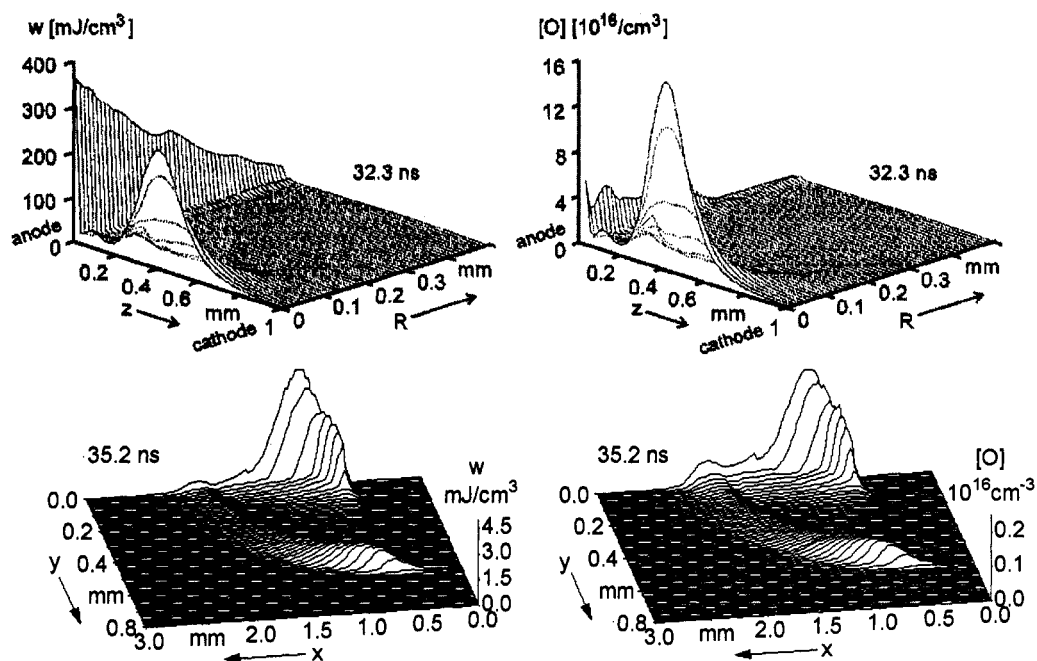 w [mJ/cm³]
400
300
200
100
0
anode
32.3 ns
0.2
0.4
0.6
mm
1
z
cathode
0
0.1
0.2
0.3
mm
R
[O] [10¹⁶/cm³]
16
12
8
4
0
anode
32.3 ns
0.2
0.4
0.6
mm
1
z
cathode
0
0.1
0.2
0.3
mm
R
35.2 ns
w
mJ/cm³
4.5
3.0
1.5
0.0
0.0
0.2
0.4
mm
0.8
y
3.0
mm
2.0
1.5
1.0
0.5
0.0
x
35.2 ns
[O]
10¹⁶cm⁻³
0.2
0.1
0.0
0.0
0.2
0.4
mm
0.8
y
3.0
mm
2.0
1.5
1.0
0.5
0.0
x